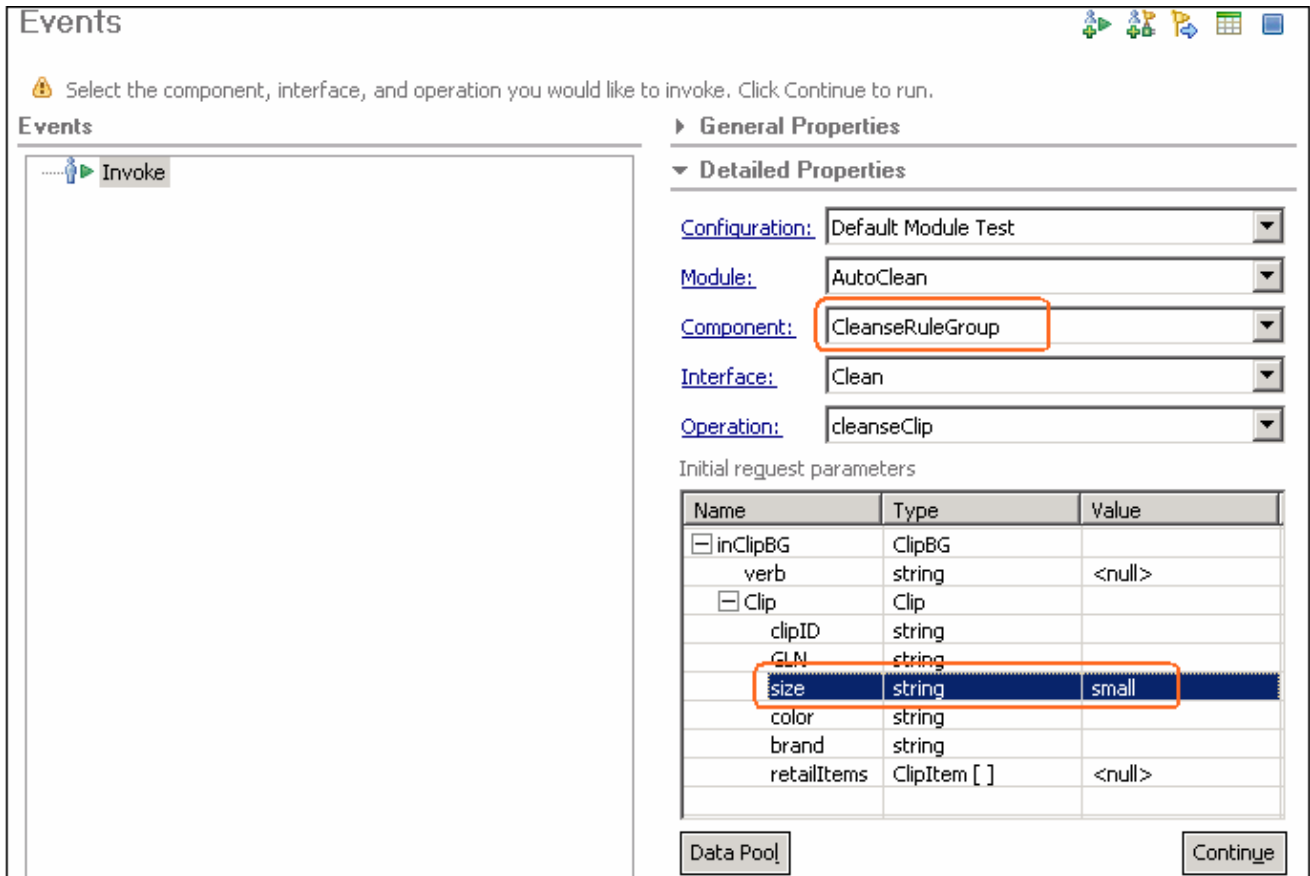 Events
Select the component, interface, and operation you would like to invoke. Click Continue to run.
Events
Invoke
General Properties
Detailed Properties
Configuration: Default Module Test
Module: AutoClean
Component: CleanseRuleGroup
Interface: Clean
Operation: cleanseClip
Initial request parameters
Name Type Value
inClipBG ClipBG
verb string <null>
Clip Clip
clipID string
GLN string
size string small
color string
brand string
retailItems ClipItem [ ] <null>
Data Pool Continue